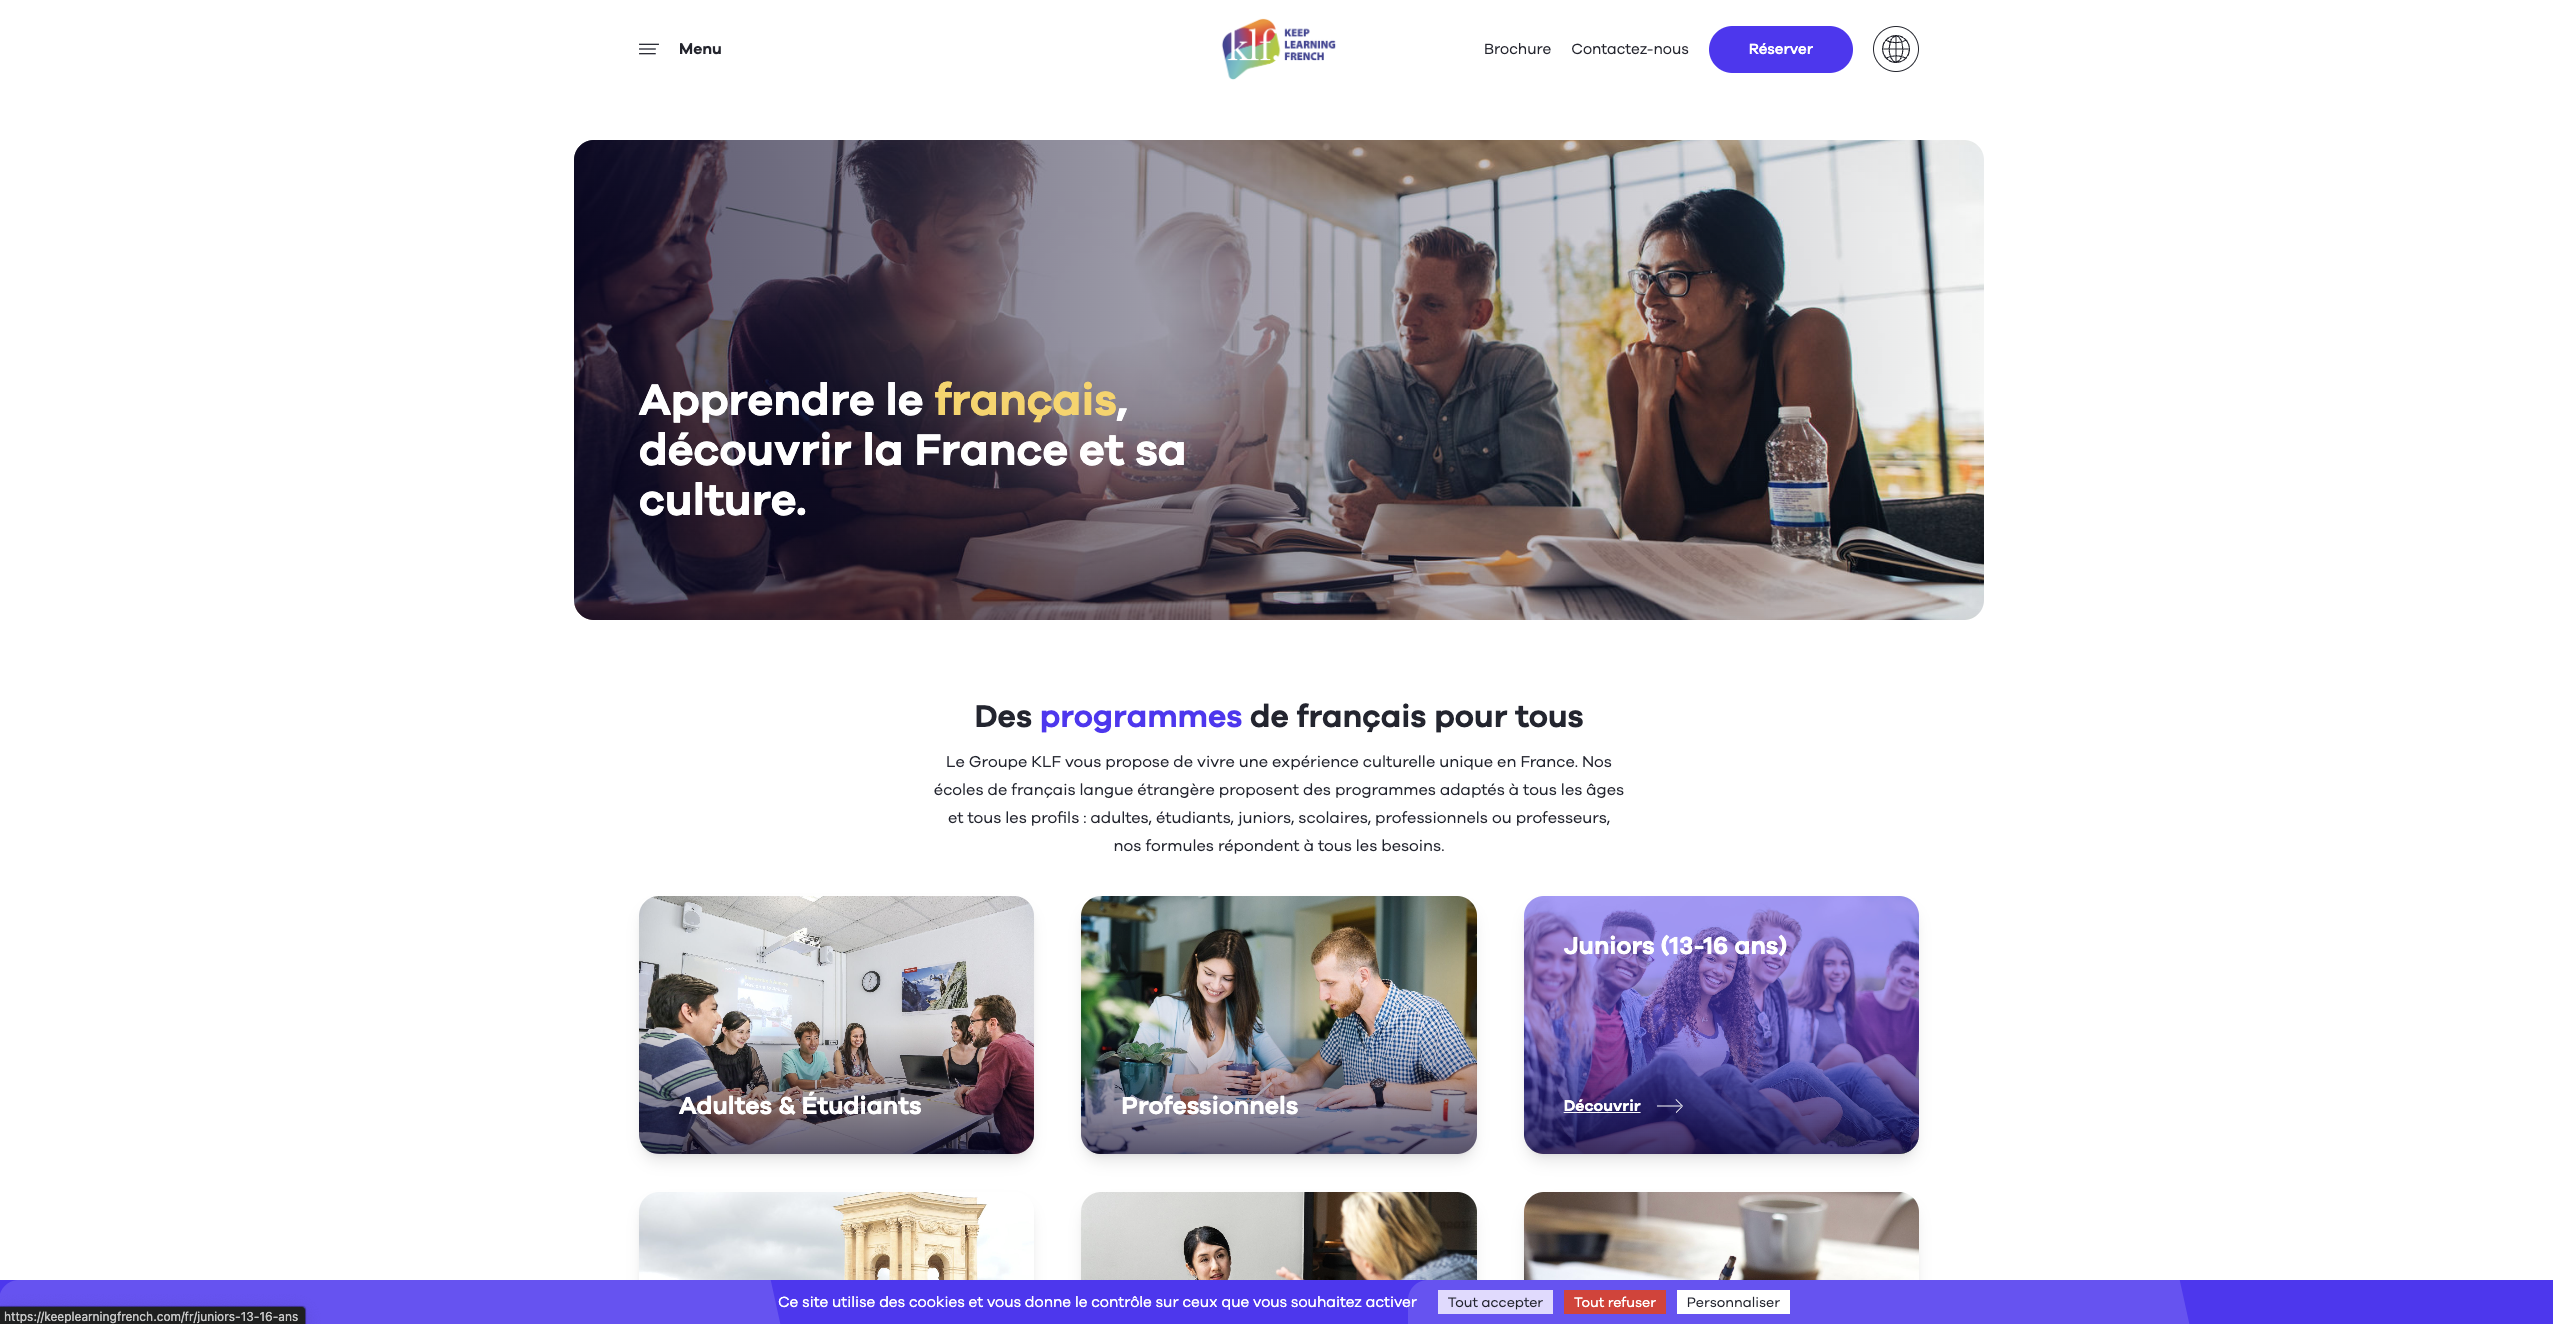 Menu
klf
KEEP
LEARNING
FRENCH
Brochure
Contactez-nous
Réserver
Apprendre le français,
découvrir la France et sa
culture.
Des programmes de français pour tous
Le Groupe KLF vous propose de vivre une expérience culturelle unique en France. Nos
écoles de français langue étrangère proposent des programmes adaptés à tous les âges
et tous les profils : adultes, étudiants, juniors, scolaires, professionnels ou professeurs,
nos formules répondent à tous les besoins.
Adultes & Étudiants
Professionnels
Juniors (13-16 ans)
Découvrir
Ce site utilise des cookies et vous donne le contrôle sur ceux que vous souhaitez activer
Tout accepter
Tout refuser
Personnaliser
https://keeplearningfrench.com/fr/juniors-13-16-ans